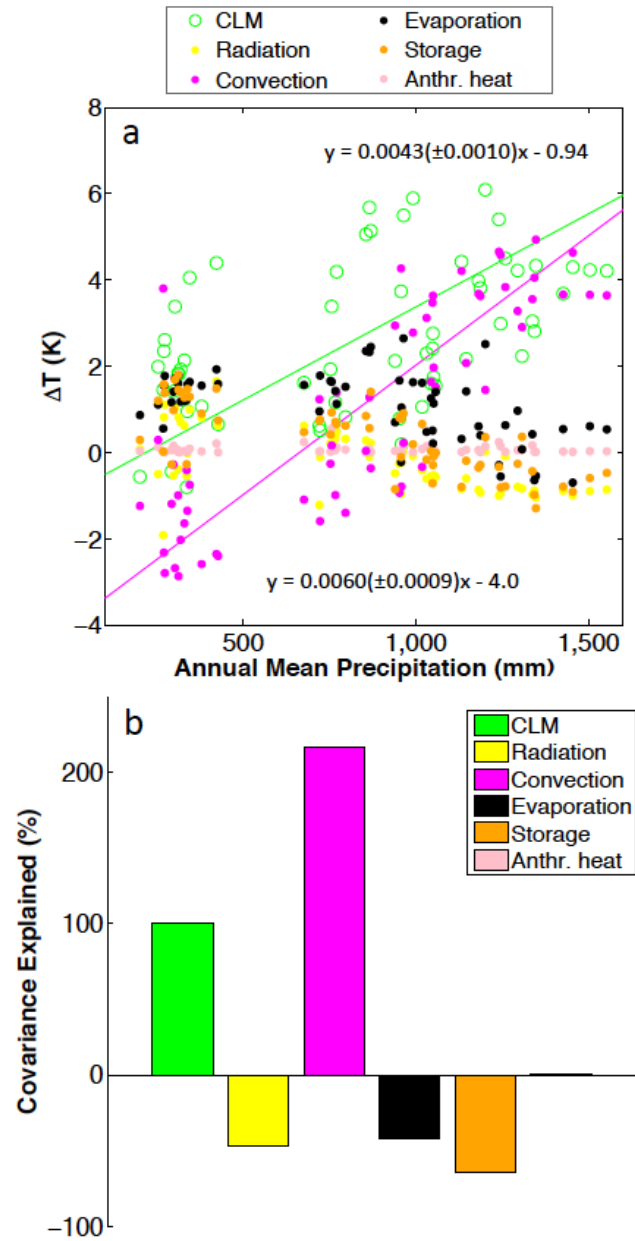 CLM
Evaporation
Radiation
Storage
Convection
Anthr. heat
a
y = 0.0043(±0.0010)x - 0.94
8
6
4
2
0
−2
−4
ΔT (K)
y = 0.0060(±0.0009)x - 4.0
500
1,000
1,500
Annual Mean Precipitation (mm)
b
CLM
Radiation
Convection
Evaporation
Storage
Anthr. heat
200
100
0
−100
Covariance Explained (%)